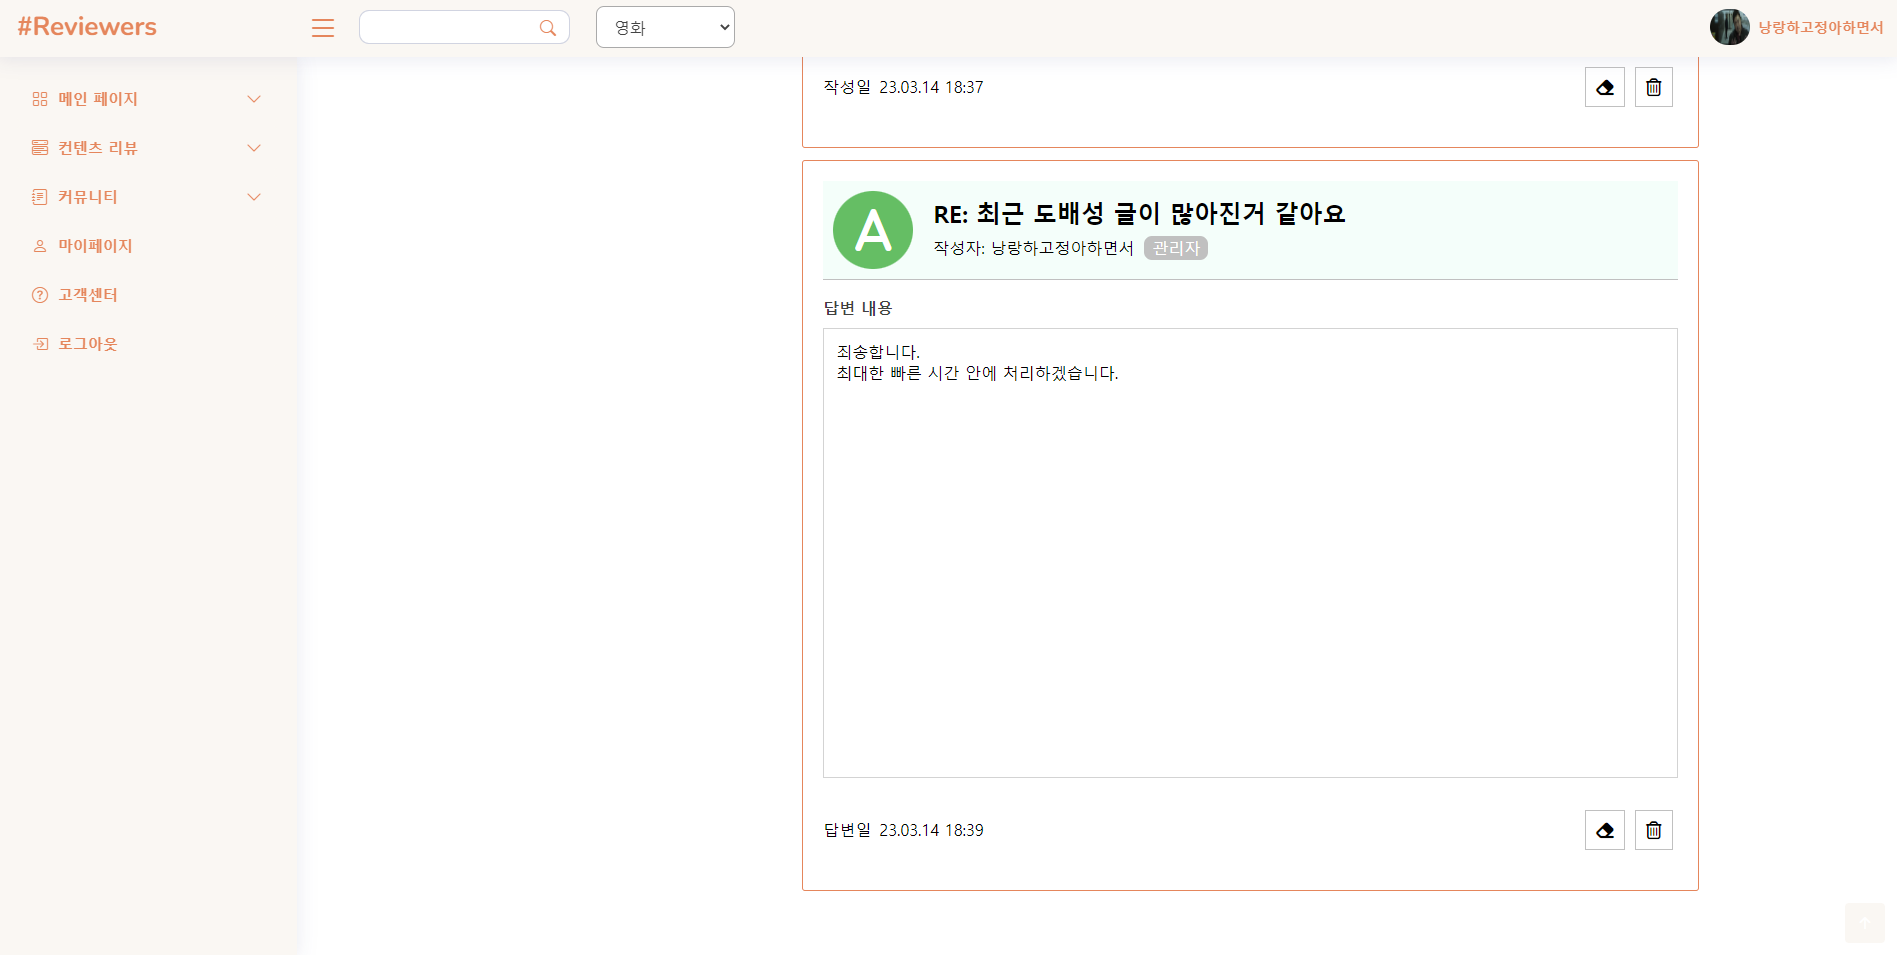 #Reviewers
영화
낭랑하고정아하면서
메인 페이지
컨텐츠 리뷰
커뮤니티
마이페이지
고객센터
로그아웃
작성일 23.03.14 18:37
A
RE: 최근 도배성 글이 많아진거 같아요
작성자: 낭랑하고정아하면서 관리자
답변 내용
죄송합니다.
최대한 빠른 시간 안에 처리하겠습니다.
답변일 23.03.14 18:39